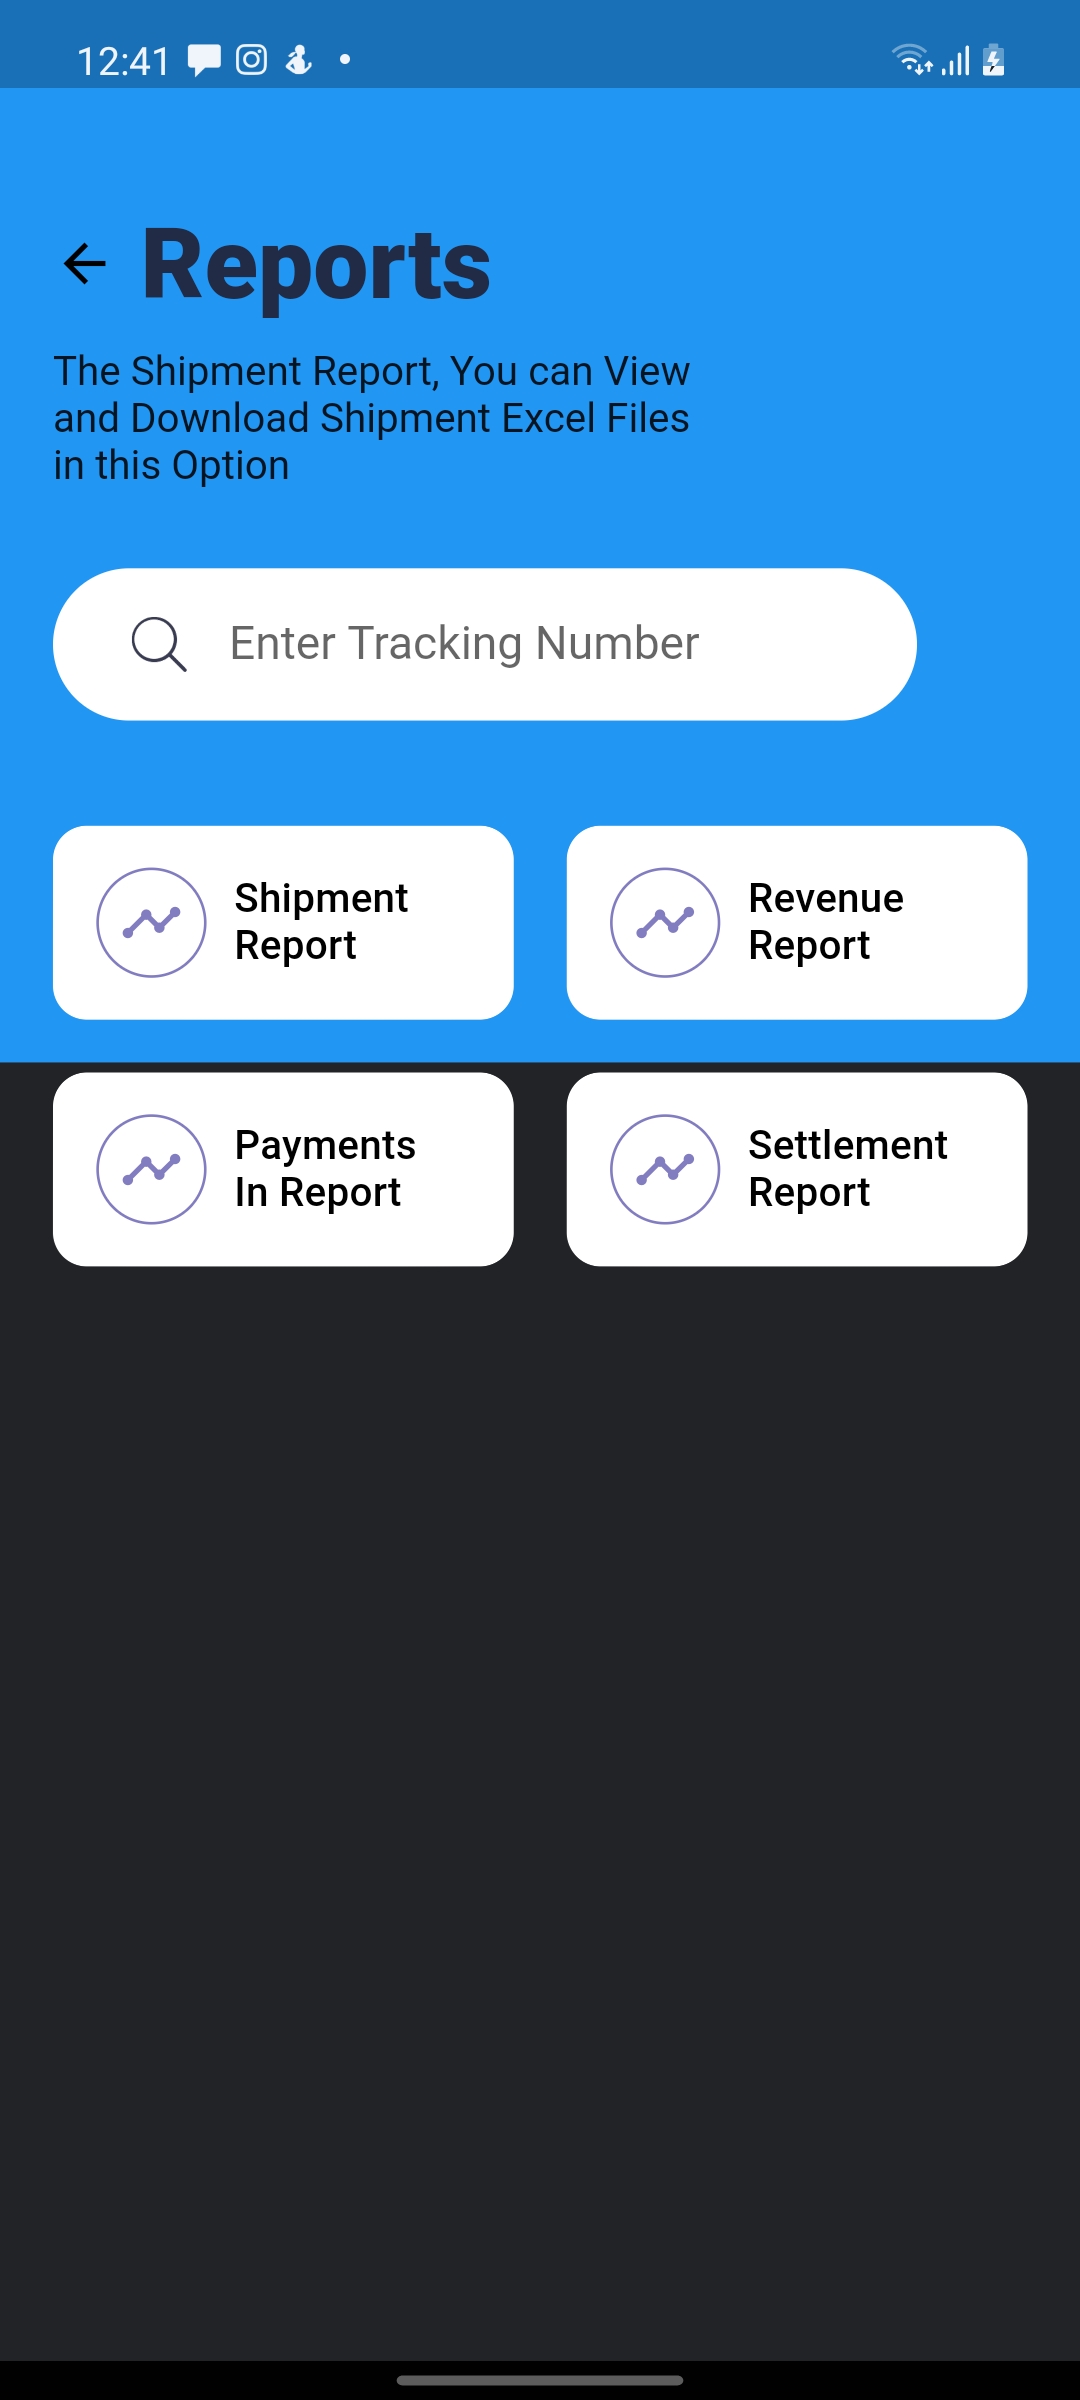 12:41
Reports
The Shipment Report, You can View
and Download Shipment Excel Files
in this Option
Enter Tracking Number
Shipment
Report
Revenue
Report
Payments
In Report
Settlement
Report